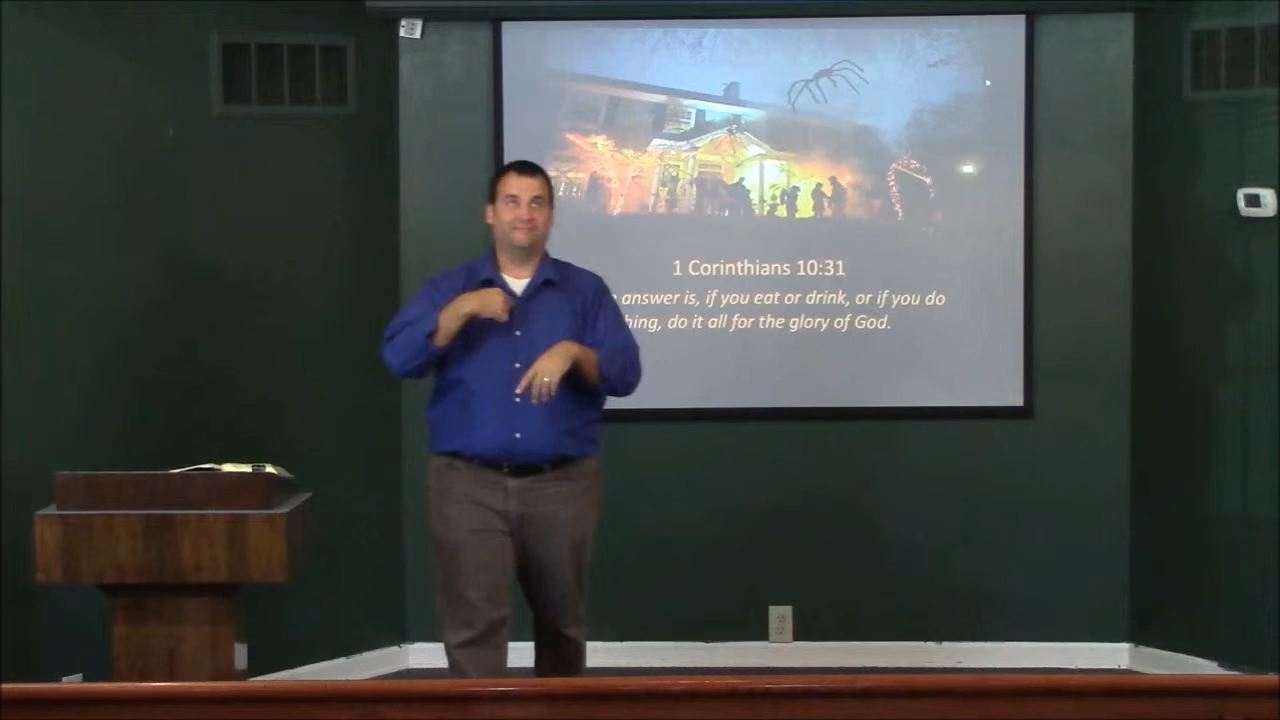 1 Corinthians 10:31
answer is, if you eat or drink, or if you do
do it all for the glory of God.